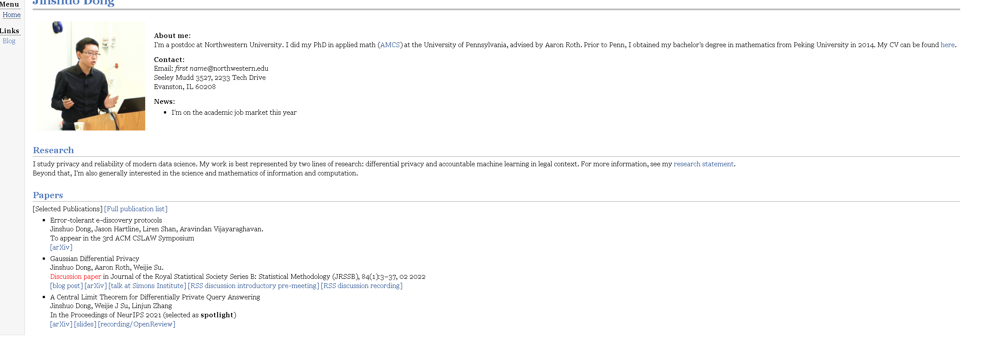 Jinshuo Dong
Menu
Home
Links
Blog
About me:
I'm a postdoc at Northwestern University. I did my PhD in applied math (AMCS) at the University of Pennsylvania, advised by Aaron Roth. Prior to Penn, I obtained my bachelor's degree in mathematics from Peking University in 2014. My CV can be found here.
Contact:
Email: first name@northwestern.edu
Seeley Mudd 3527, 2233 Tech Drive
Evanston, IL 60208
News:
I'm on the academic job market this year
Research
I study privacy and reliability of modern data science. My work is best represented by two lines of research: differential privacy and accountable machine learning in legal context. For more information, see my research statement.
Beyond that, I'm also generally interested in the science and mathematics of information and computation.
Papers
[Selected Publications] [Full publication list]
Error-tolerant e-discovery protocols
Jinshuo Dong, Jason Hartline, Liren Shan, Aravindan Vijayaraghavan.
To appear in the 3rd ACM CSLAW Symposium
[arXiv]
Gaussian Differential Privacy
Jinshuo Dong, Aaron Roth, Weijie Su.
Discussion paper in Journal of the Royal Statistical Society Series B: Statistical Methodology (JRSSB), 84(1):3–37, 02 2022
[blog post] [arXiv] [talk at Simons Institute] [RSS discussion introductory pre-meeting] [RSS discussion recording]
A Central Limit Theorem for Differentially Private Query Answering
Jinshuo Dong, Weijie J Su, Linjun Zhang
In the Proceedings of NeurIPS 2021 (selected as spotlight)
[arXiv] [slides] [recording/OpenReview]